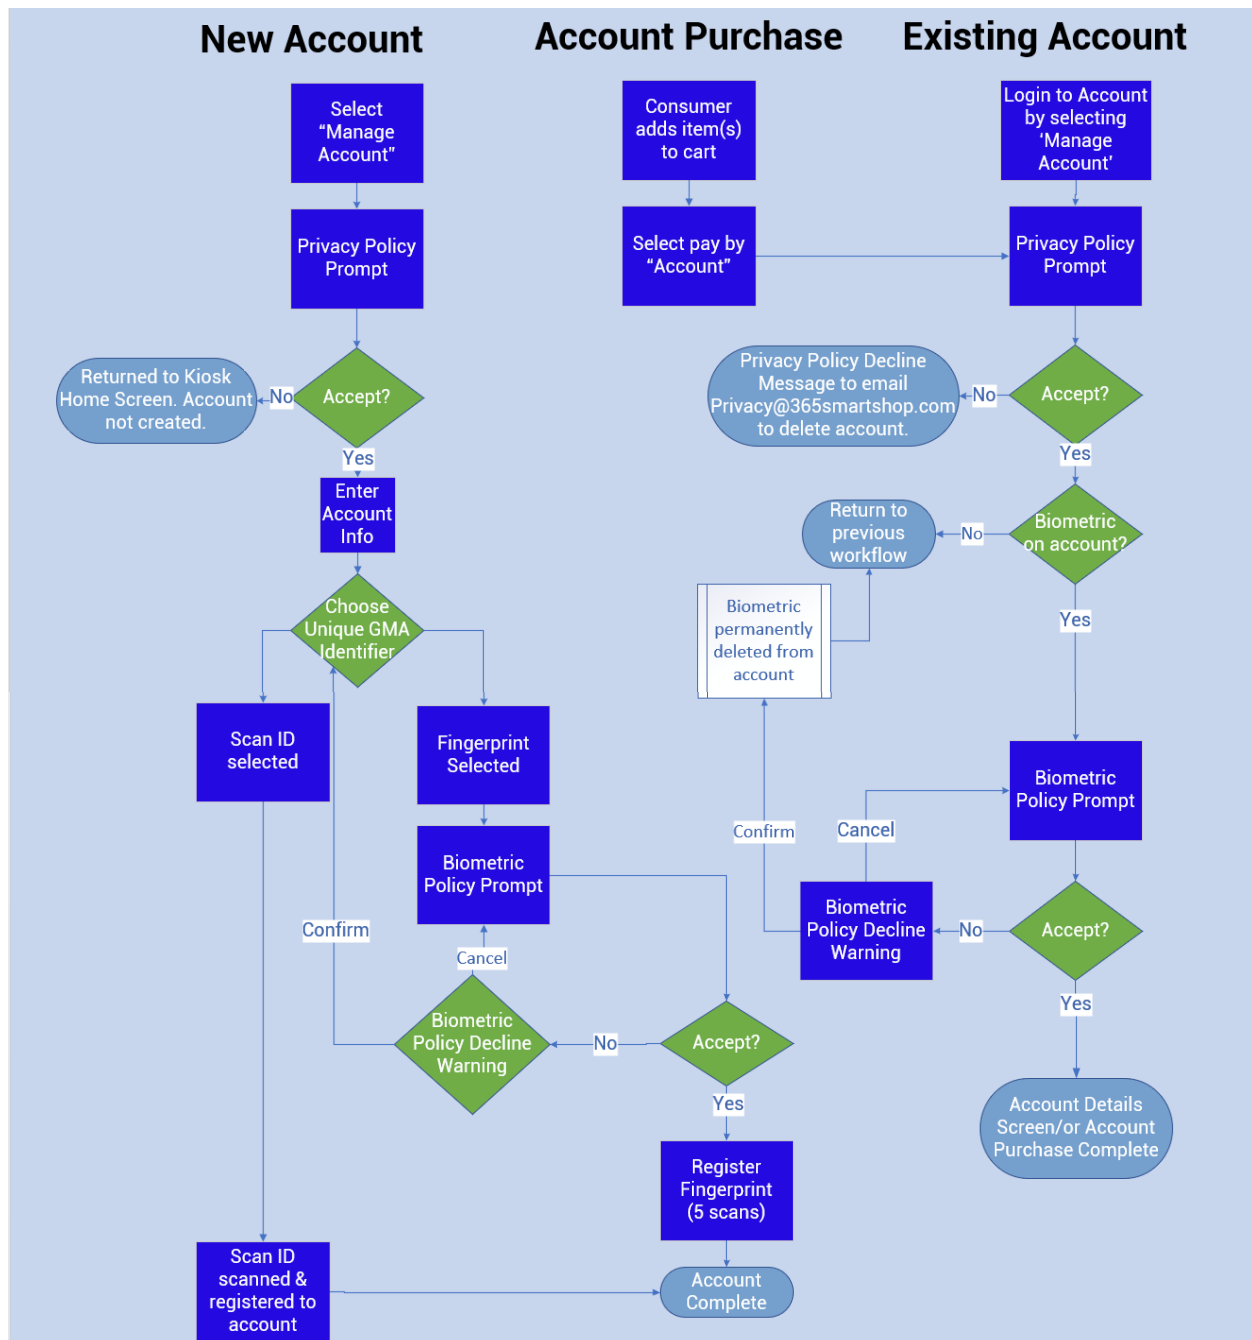 New Account
Select
“Manage
Account”
Privacy Policy
Prompt
Accept?
No
Returned to Kiosk
Home Screen. Account
not created.
Yes
Enter
Account
Info
Choose
Unique GMA
Identifier
Scan ID
selected
Fingerprint
Selected
Biometric
Policy Prompt
Confirm
Cancel
Biometric
Policy Decline
Warning
No
Accept?
Yes
Register
Fingerprint
(5 scans)
Scan ID
scanned &
registered to
account
Account
Complete
Account Purchase
Consumer
adds item(s)
to cart
Select pay by
“Account”
Existing Account
Login to Account
by selecting
‘Manage
Account’
Privacy Policy
Prompt
Accept?
No
Privacy Policy Decline
Message to email
Privacy@365smartshop.com
to delete account.
Yes
Biometric
on account?
No
Return to
previous
workflow
Biometric
permanently
deleted from
account
Yes
Biometric
Policy Prompt
Confirm
Cancel
Biometric
Policy Decline
Warning
No
Accept?
Yes
Account Details
Screen/or Account
Purchase Complete